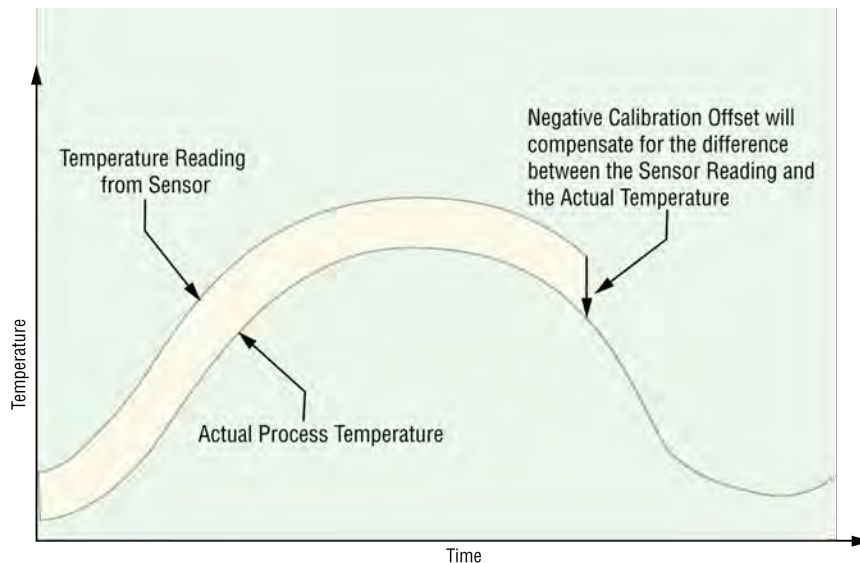 Negative Calibration Offset will
compensate for the difference
between the Sensor Reading and
the Actual Temperature
Temperature Reading
from Sensor
Actual Process Temperature
Temperature
Time